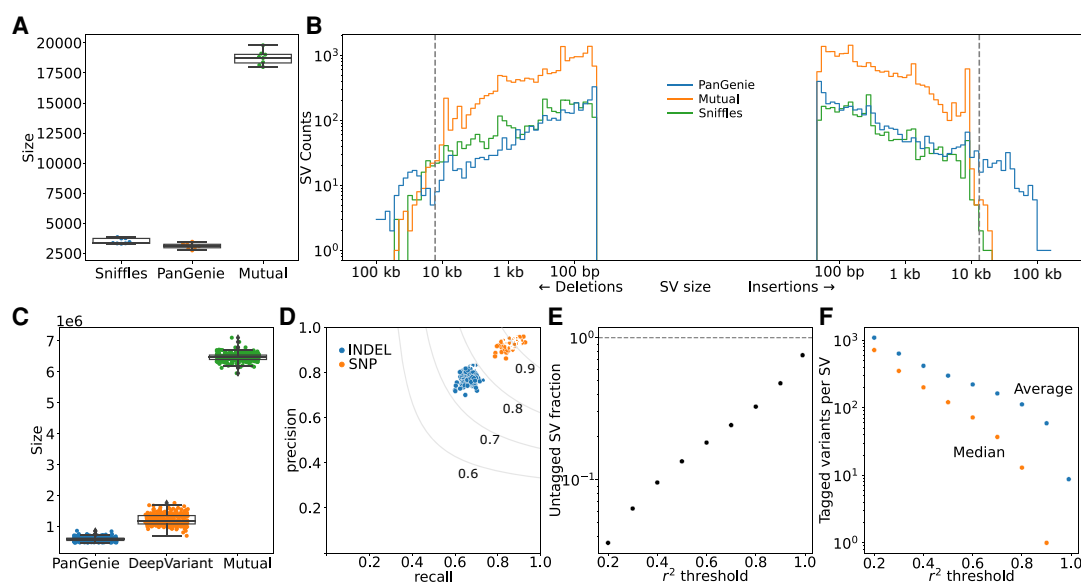 A
20000
17500
15000
12500
10000
7500
5000
2500
Size
Sniffles PanGenie Mutual
B
10³
10²
10¹
10⁰
SV Counts
PanGenie
Mutual
Sniffles
100 kb 10 kb 1 kb 100 bp 100 bp 1 kb 10 kb 100 kb
← Deletions SV size Insertions →
C
1e6
7
6
5
4
3
2
1
Size
PanGenie DeepVariant Mutual
D
1.0
0.8
0.6
0.4
0.2
precision
INDEL
SNP
0.9
0.8
0.7
0.6
0.2 0.4 0.6 0.8 1.0
recall
E
10⁰
10⁻¹
Untagged SV fraction
0.2 0.4 0.6 0.8 1.0
r² threshold
F
10³
10²
10¹
10⁰
Tagged variants per SV
Average
Median
0.2 0.4 0.6 0.8 1.0
r² threshold